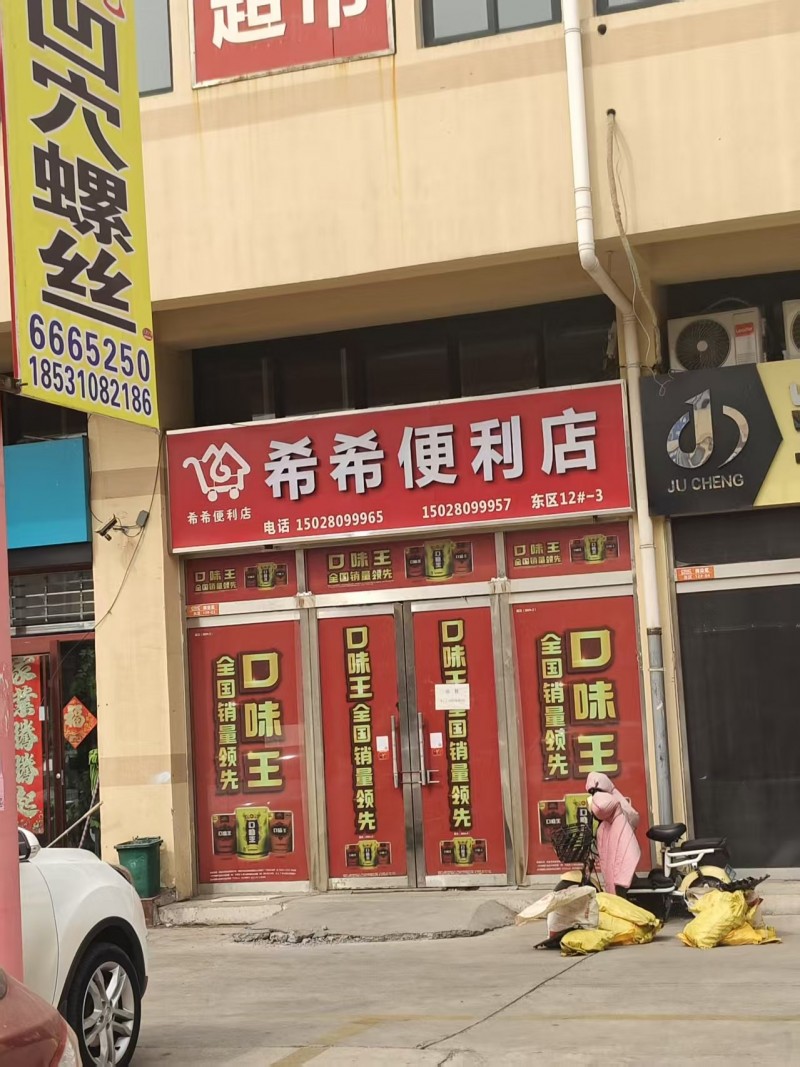 超市
凹穴螺丝
6665250
18531082186
希希便利店
希希便利店
电话 15028099965
15028099957
东区12#-3
JU CHENG
口味王
全国销量领先
口味王
全国销量领先
口味王
全国销量领先
口味王
全国销量领先
口味王全国销量领先
口味王全国销量领先
口味王
全国销量领先
福